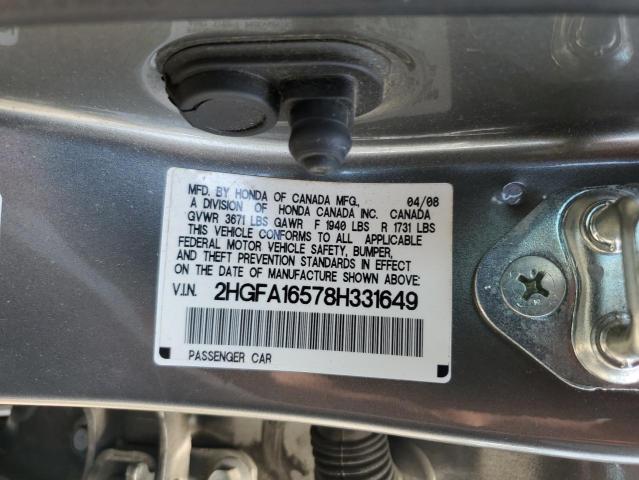 MFD. BY HONDA OF CANADA MFG., 04/08
A DIVISION OF HONDA CANADA INC. CANADA
GVWR 3671 LBS GAWR F 1940 LBS R 1731 LBS
THIS VEHICLE CONFORMS TO ALL APPLICABLE
FEDERAL MOTOR VEHICLE SAFETY, BUMPER,
AND THEFT PREVENTION STANDARDS IN EFFECT
ON THE DATE OF MANUFACTURE SHOWN ABOVE.
V.I.N. 2HGFA16578H331649
PASSENGER CAR